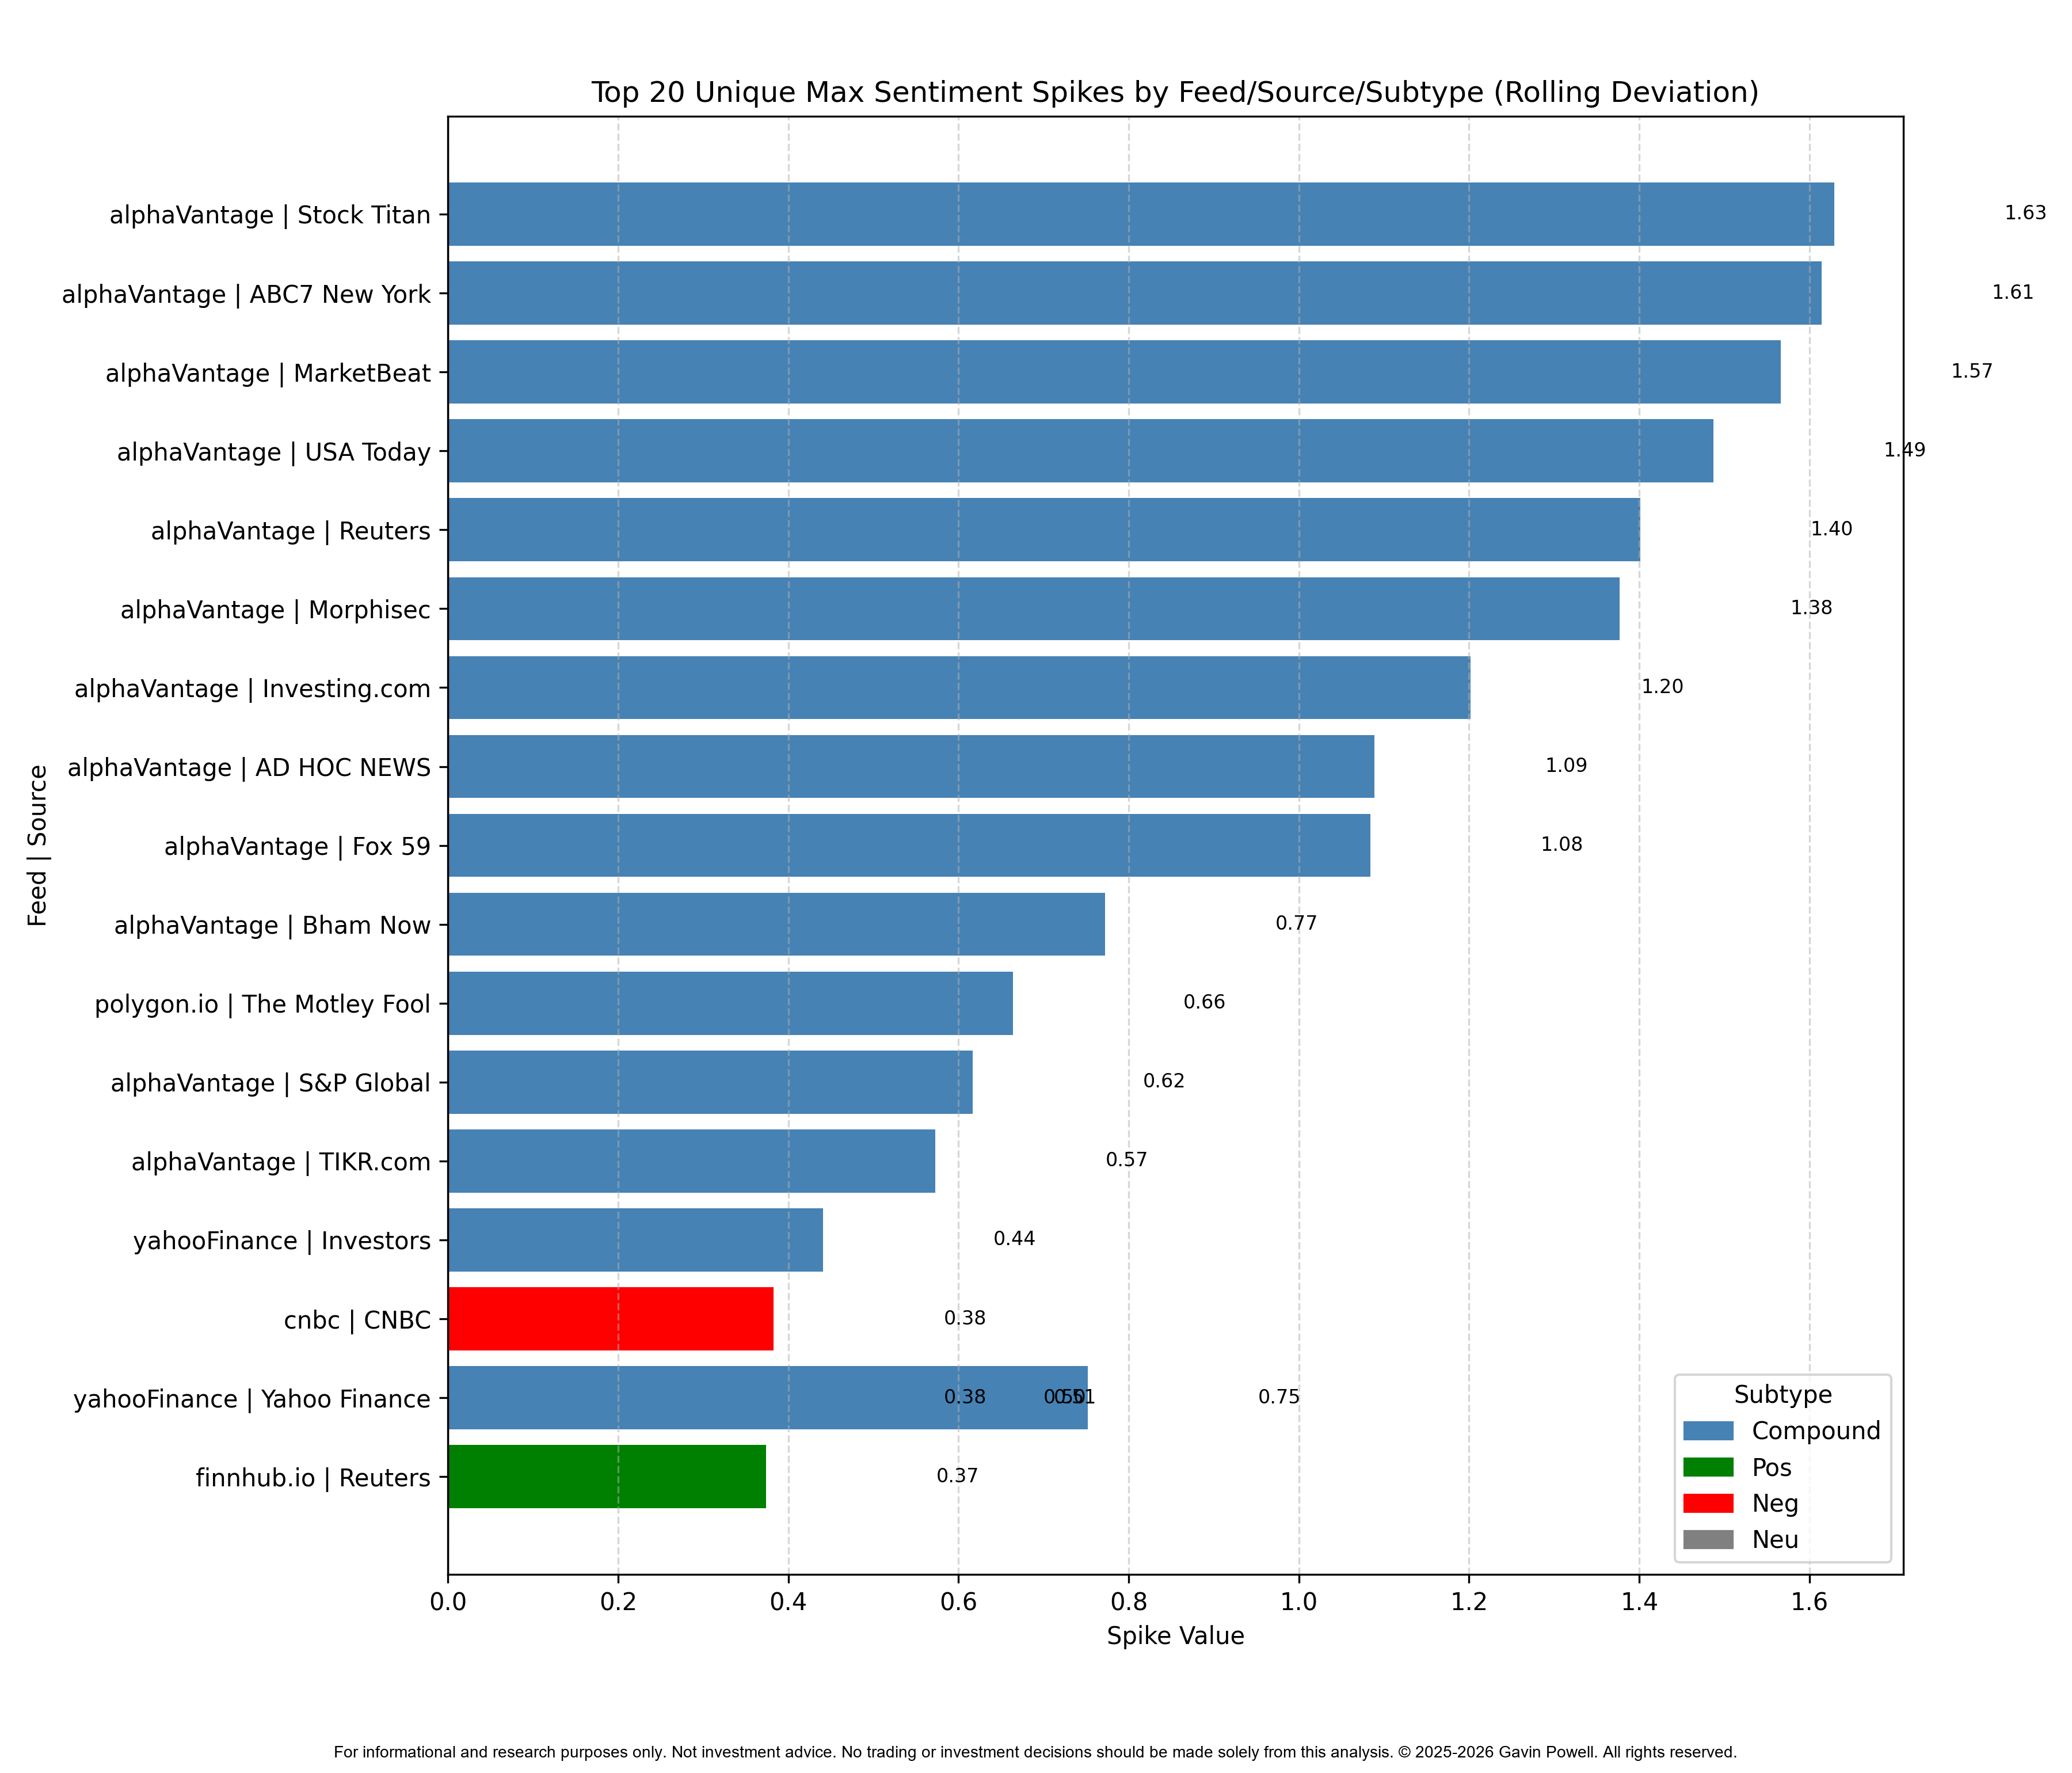 Top 20 Unique Max Sentiment Spikes by Feed/Source/Subtype (Rolling Deviation)
alphaVantage | Stock Titan 1.63
alphaVantage | ABC7 New York 1.61
alphaVantage | MarketBeat 1.57
alphaVantage | USA Today 1.49
alphaVantage | Reuters 1.40
alphaVantage | Morphisec 1.38
alphaVantage | Investing.com 1.20
alphaVantage | AD HOC NEWS 1.09
alphaVantage | Fox 59 1.08
alphaVantage | Bham Now 0.77
polygon.io | The Motley Fool 0.66
alphaVantage | S&P Global 0.62
alphaVantage | TIKR.com 0.57
yahooFinance | Investors 0.44
cnbc | CNBC 0.38
yahooFinance | Yahoo Finance 0.38 0.50 0.51 0.75
finnhub.io | Reuters 0.37
Feed | Source
Subtype
Compound
Pos
Neg
Neu
0.0 0.2 0.4 0.6 0.8 1.0 1.2 1.4 1.6
Spike Value
For informational and research purposes only. Not investment advice. No trading or investment decisions should be made solely from this analysis. © 2025-2026 Gavin Powell. All rights reserved.